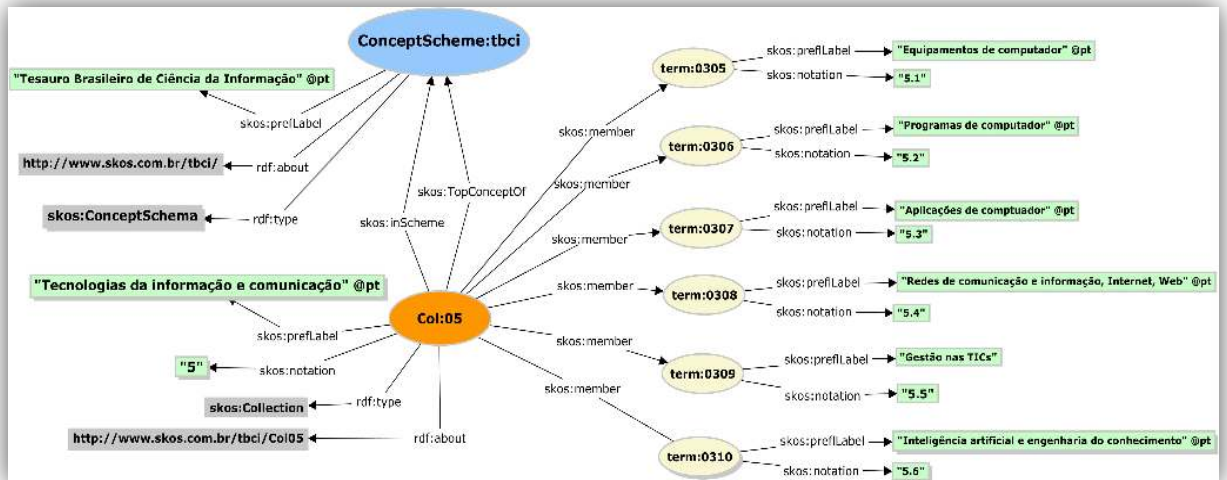 ConceptScheme:tbci
"Tesauro Brasileiro de Ciência da Informação" @pt
skos:prefLabel
http://www.skos.com.br/tbci/
rdf:about
skos:ConceptSchema
rdf:type
skos:inScheme
skos:TopConceptOf
"Tecnologias da informação e comunicação" @pt
skos:prefLabel
Col:05
"5"
skos:notation
skos:Collection
rdf:type
http://www.skos.com.br/tbci/Col05
rdf:about
skos:member
term:0305
skos:preflLabel
"Equipamentos de computador" @pt
skos:notation
"5.1"
skos:member
term:0306
skos:preflLabel
"Programas de computador" @pt
skos:notation
"5.2"
skos:member
term:0307
skos:preflLabel
"Aplicações de comptuador" @pt
skos:notation
"5.3"
skos:member
term:0308
skos:preflLabel
"Redes de comunicação e informação, Internet, Web" @pt
skos:notation
"5.4"
skos:member
term:0309
skos:preflLabel
"Gestão nas TICs"
skos:notation
"5.5"
skos:member
term:0310
skos:preflLabel
"Inteligência artificial e engenharia do conhecimento" @pt
skos:notation
"5.6"